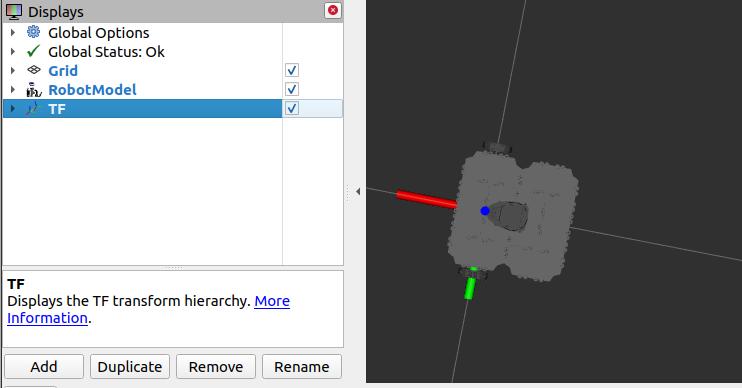 Displays
Global Options
Global Status: Ok
Grid
RobotModel
TF
TF
Displays the TF transform hierarchy. More
Information.
Add
Duplicate
Remove
Rename